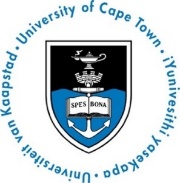 University of Cape Town · iYunivesithi yaseKapa · Universiteit van Kaapstad ·
SPES BONA